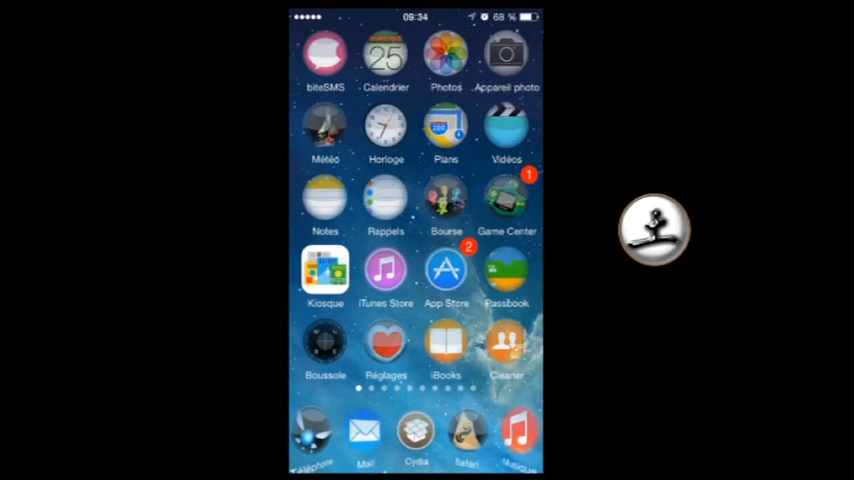 09:34 68 %
25
biteSMS Calendrier Photos Appareil photo
280
Météo Horloge Plans Vidéos
1
Notes Rappels Bourse Game Center
2
Kiosque iTunes Store App Store Passbook
Boussole Réglages iBooks Cleaner
Téléphone Mail Cydia Safari Musique